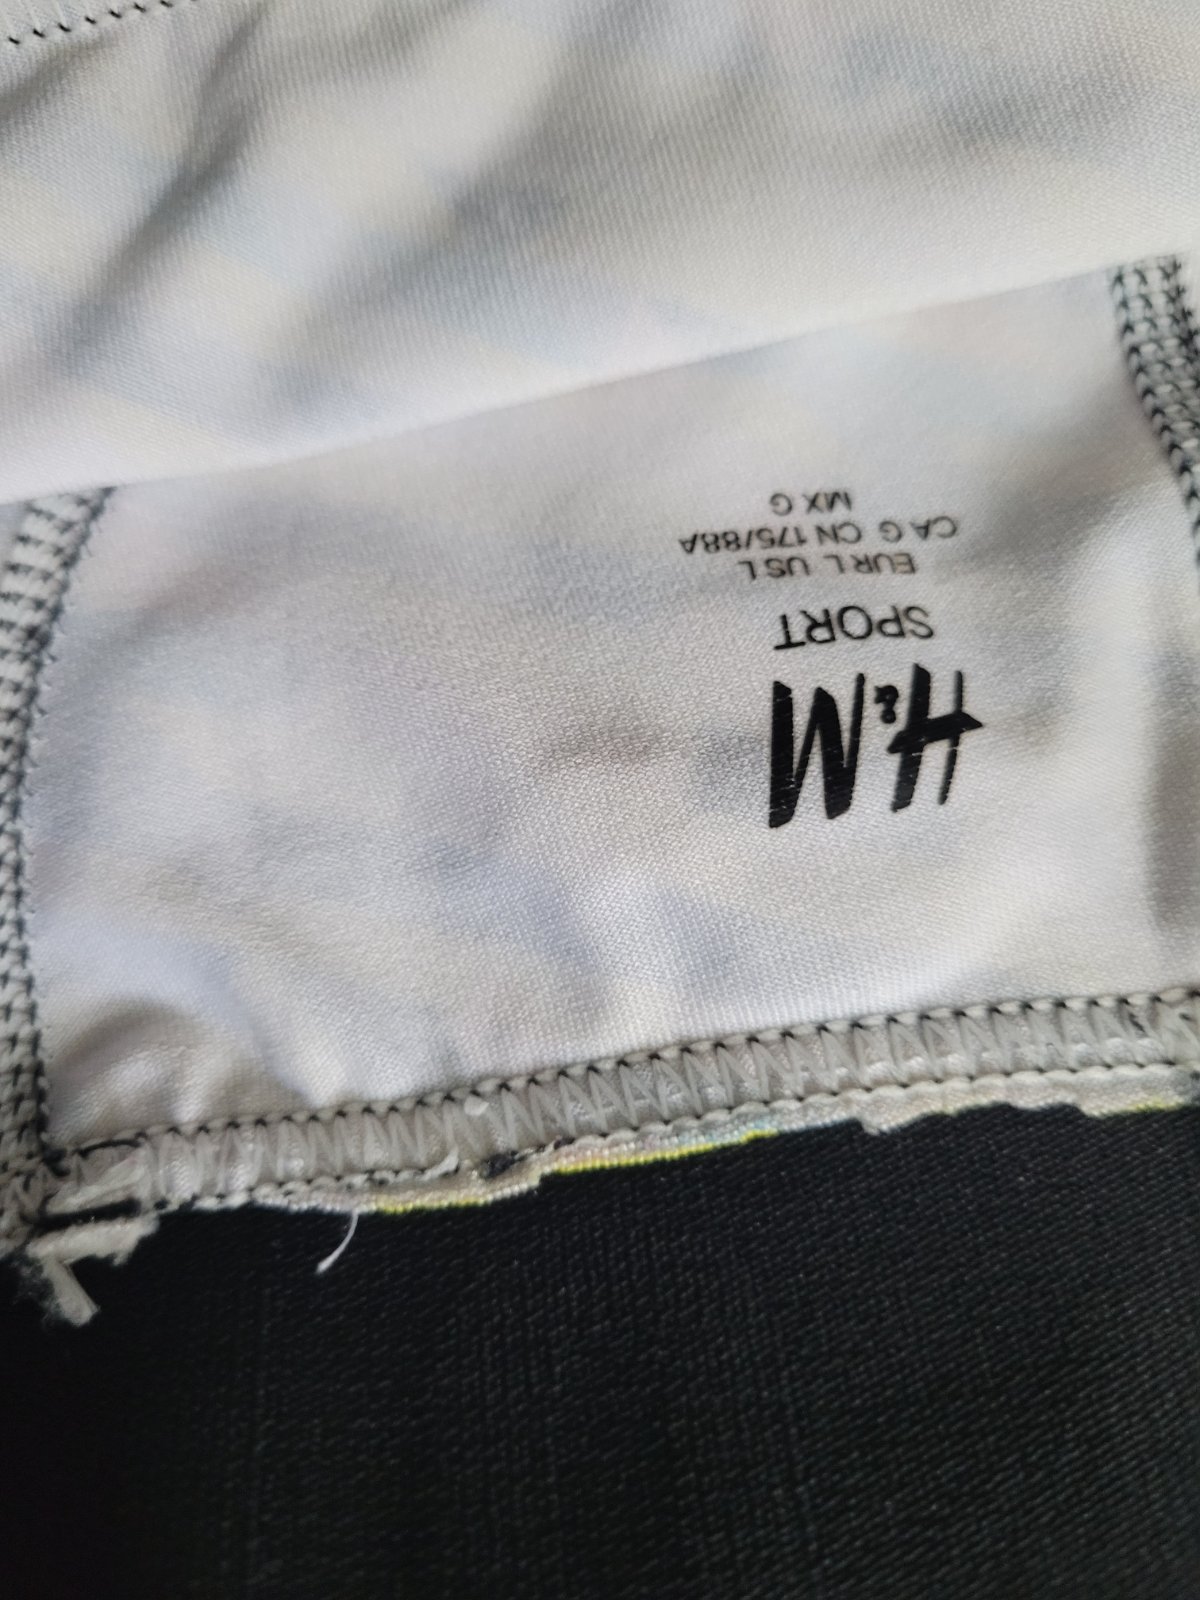 H&M
SPORT
EUR L US L
CA G CN 175/88A
MX G